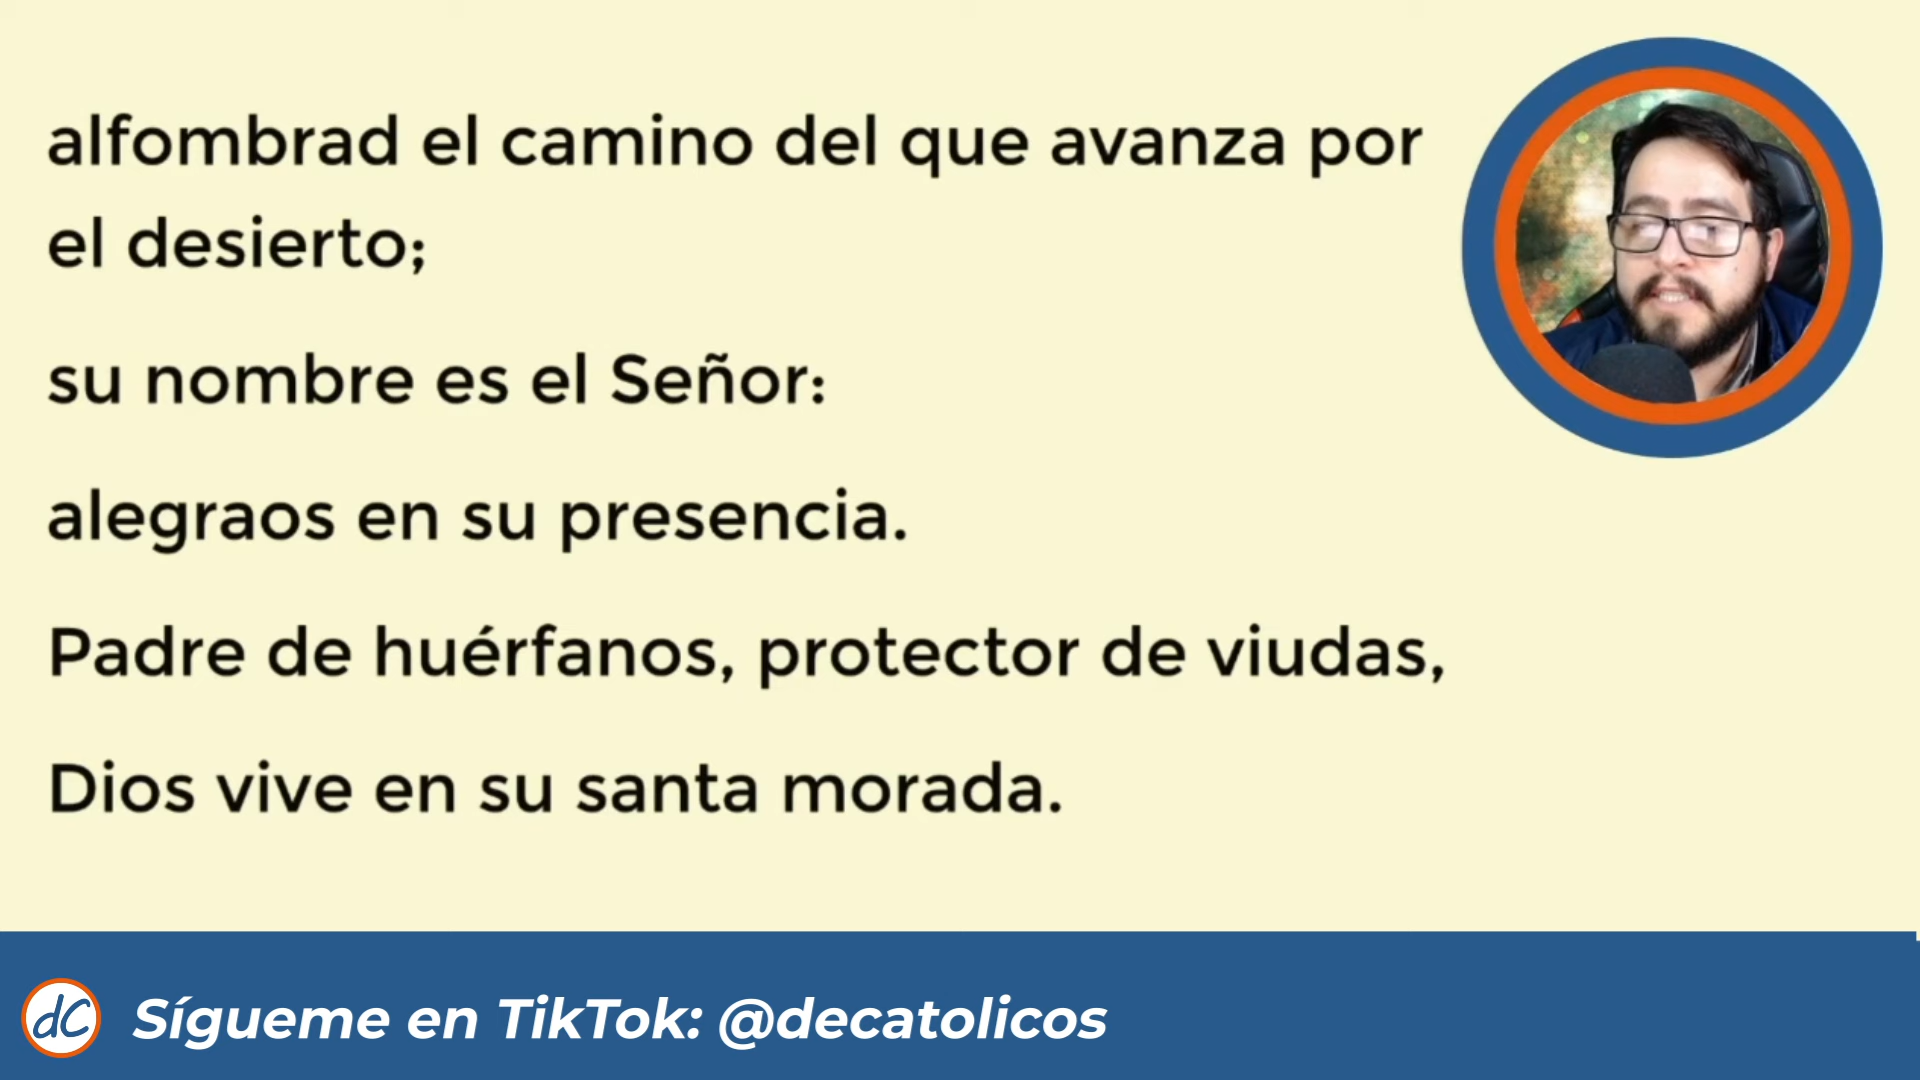 alfombrad el camino del que avanza por
el desierto;
su nombre es el Señor:
alegraos en su presencia.
Padre de huérfanos, protector de viudas,
Dios vive en su santa morada.
dC Sígueme en TikTok: @decatolicos